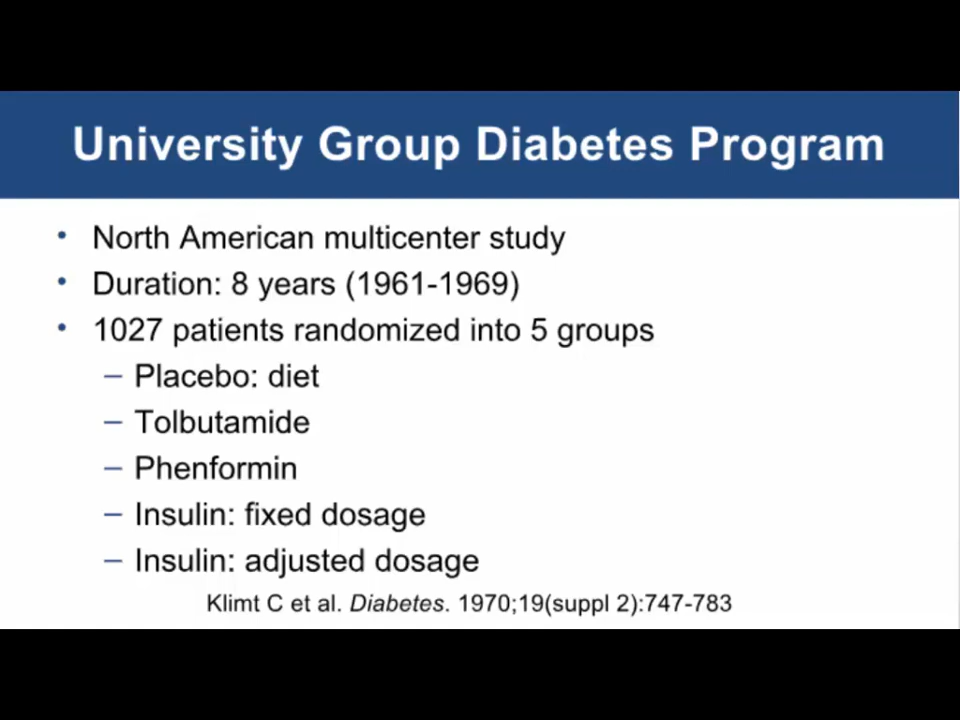 University Group Diabetes Program
• North American multicenter study
• Duration: 8 years (1961-1969)
• 1027 patients randomized into 5 groups
– Placebo: diet
– Tolbutamide
– Phenformin
– Insulin: fixed dosage
– Insulin: adjusted dosage
Klimt C et al. Diabetes. 1970;19(suppl 2):747-783